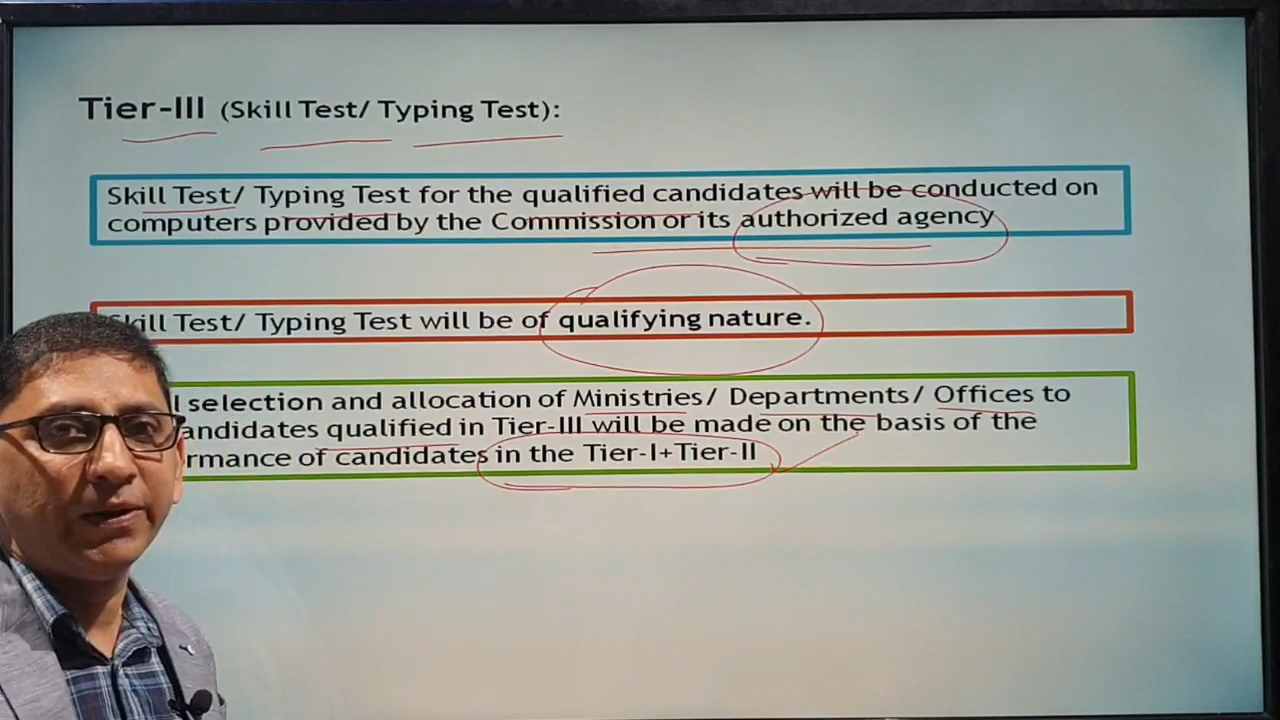 Tier-III (Skill Test/ Typing Test):
Skill Test/ Typing Test for the qualified candidates will be conducted on
computers provided by the Commission or its authorized agency
Skill Test/ Typing Test will be of qualifying nature.
selection and allocation of Ministries/ Departments/ Offices to
candidates qualified in Tier-III will be made on the basis of the
of candidates in the Tier-I+Tier-II